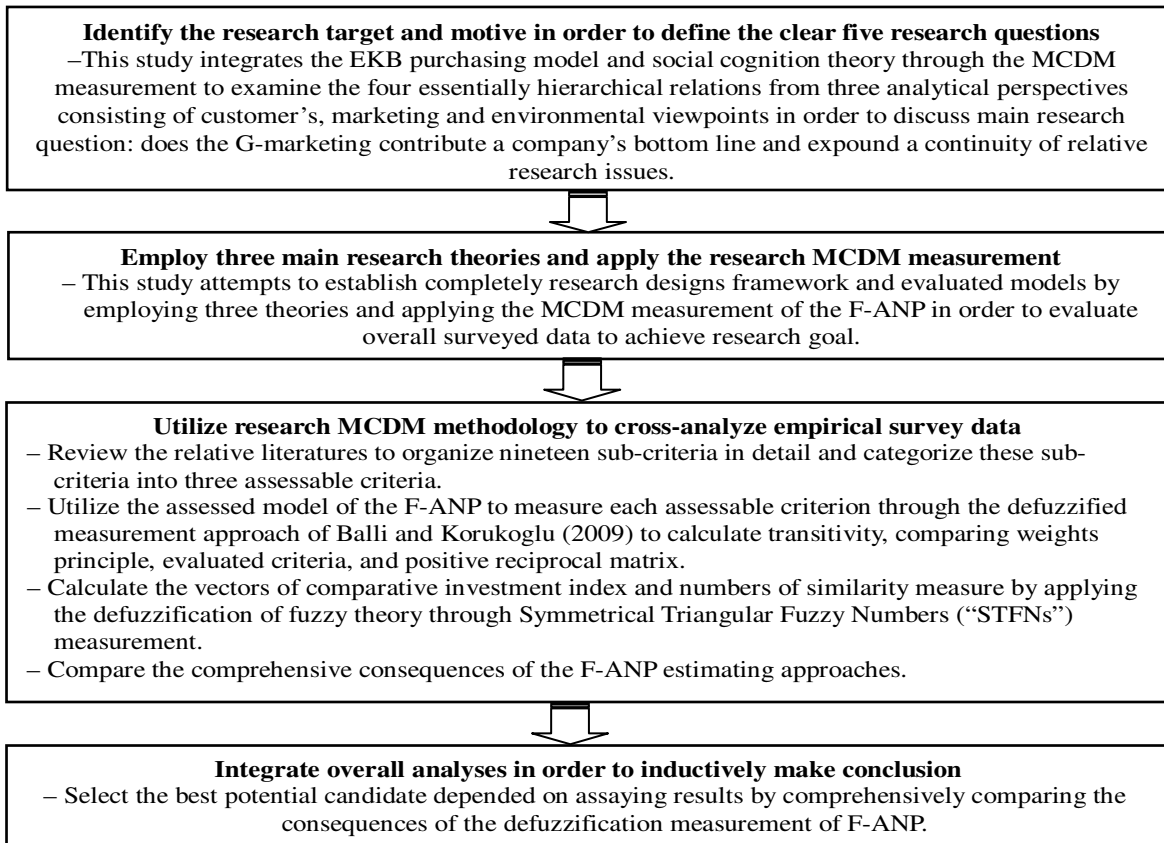 Identify the research target and motive in order to define the clear five research questions
–This study integrates the EKB purchasing model and social cognition theory through the MCDM
measurement to examine the four essentially hierarchical relations from three analytical perspectives
consisting of customer's, marketing and environmental viewpoints in order to discuss main research
question: does the G-marketing contribute a company's bottom line and expound a continuity of relative
research issues.
Employ three main research theories and apply the research MCDM measurement
– This study attempts to establish completely research designs framework and evaluated models by
employing three theories and applying the MCDM measurement of the F-ANP in order to evaluate
overall surveyed data to achieve research goal.
Utilize research MCDM methodology to cross-analyze empirical survey data
– Review the relative literatures to organize nineteen sub-criteria in detail and categorize these sub-
criteria into three assessable criteria.
– Utilize the assessed model of the F-ANP to measure each assessable criterion through the defuzzified
measurement approach of Balli and Korukoglu (2009) to calculate transitivity, comparing weights
principle, evaluated criteria, and positive reciprocal matrix.
– Calculate the vectors of comparative investment index and numbers of similarity measure by applying
the defuzzification of fuzzy theory through Symmetrical Triangular Fuzzy Numbers (“STFNs”)
measurement.
– Compare the comprehensive consequences of the F-ANP estimating approaches.
Integrate overall analyses in order to inductively make conclusion
– Select the best potential candidate depended on assaying results by comprehensively comparing the
consequences of the defuzzification measurement of F-ANP.